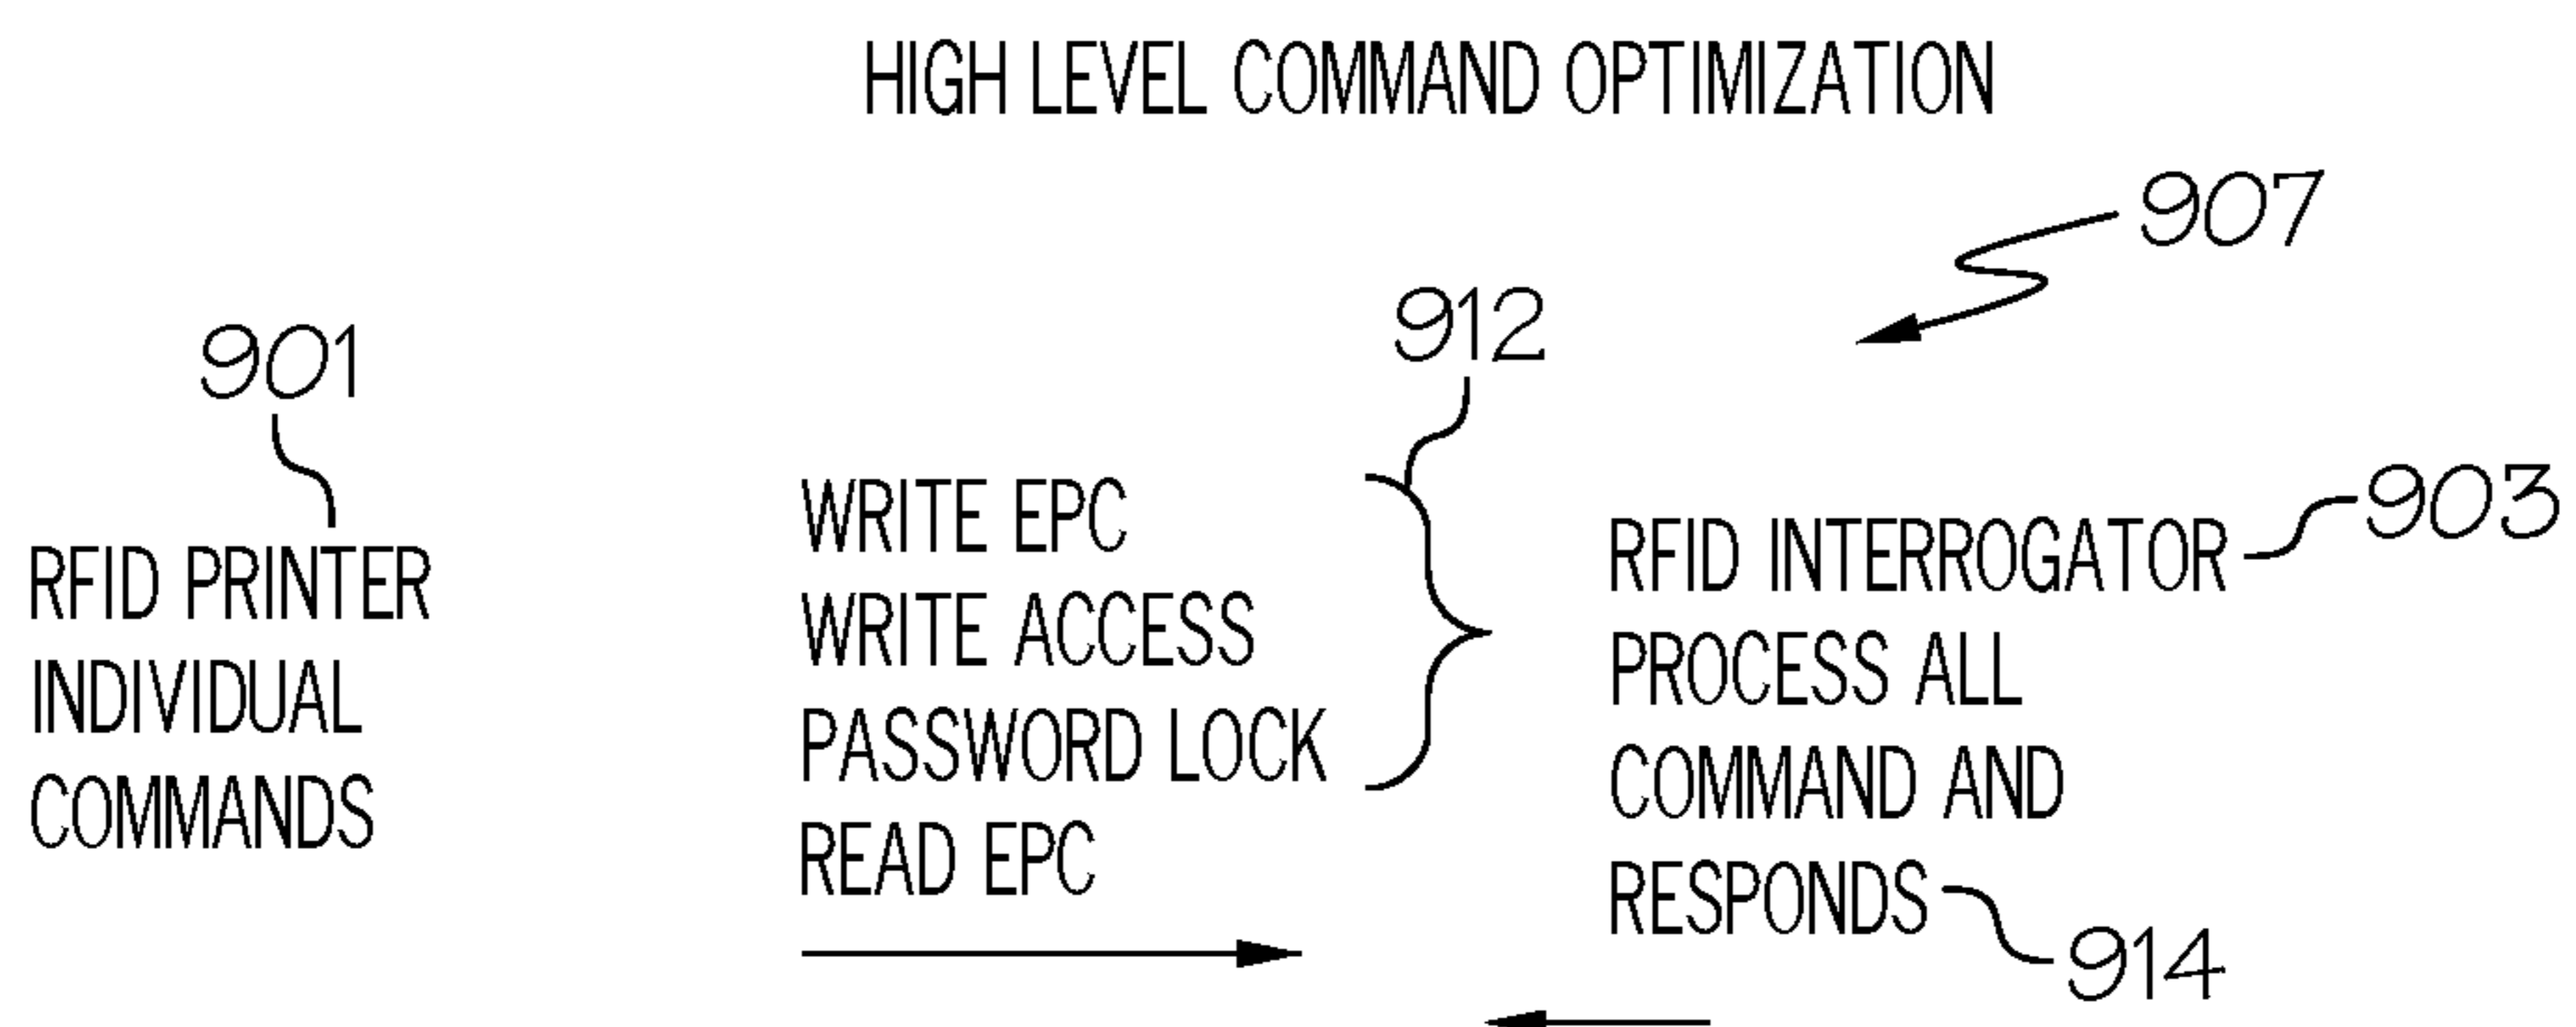 HIGH LEVEL COMMAND OPTIMIZATION
907
912
901
903
RFID PRINTER
INDIVIDUAL
COMMANDS
WRITE EPC
WRITE ACCESS
PASSWORD LOCK
READ EPC
RFID INTERROGATOR
PROCESS ALL
COMMAND AND
RESPONDS
914